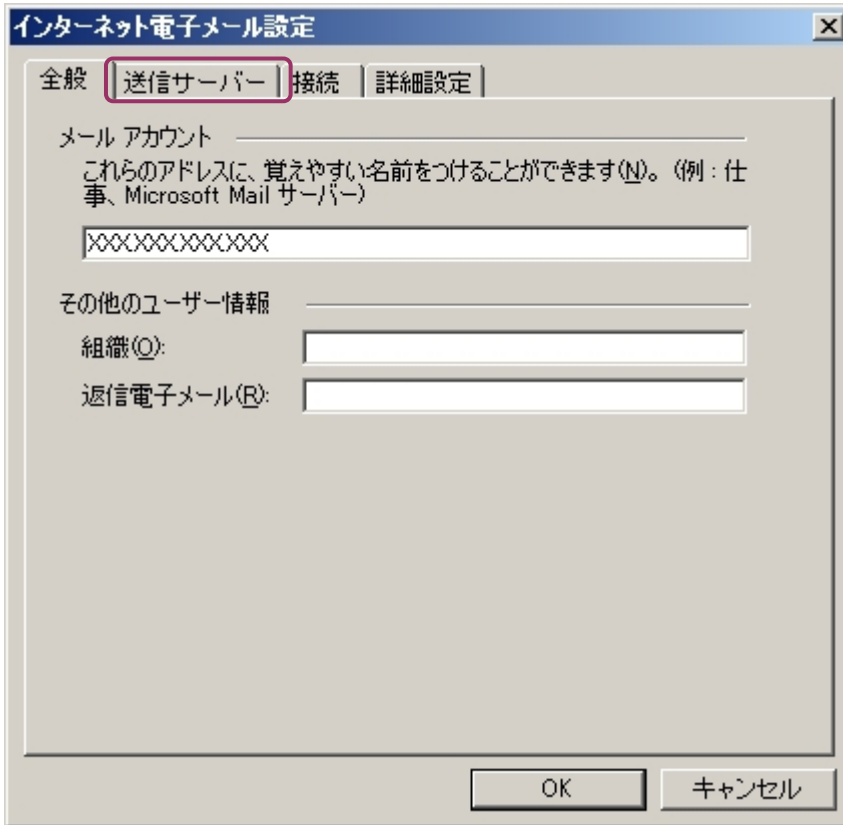 インターネット電子メール設定
全般 送信サーバー 接続 詳細設定
メール アカウント
これらのアドレスに、覚えやすい名前をつけることができます(N)。(例 : 仕
事、Microsoft Mail サーバー)
XXX.XXX.XXX.XXX
その他のユーザー情報
組織(O):
返信電子メール(R):
OK キャンセル